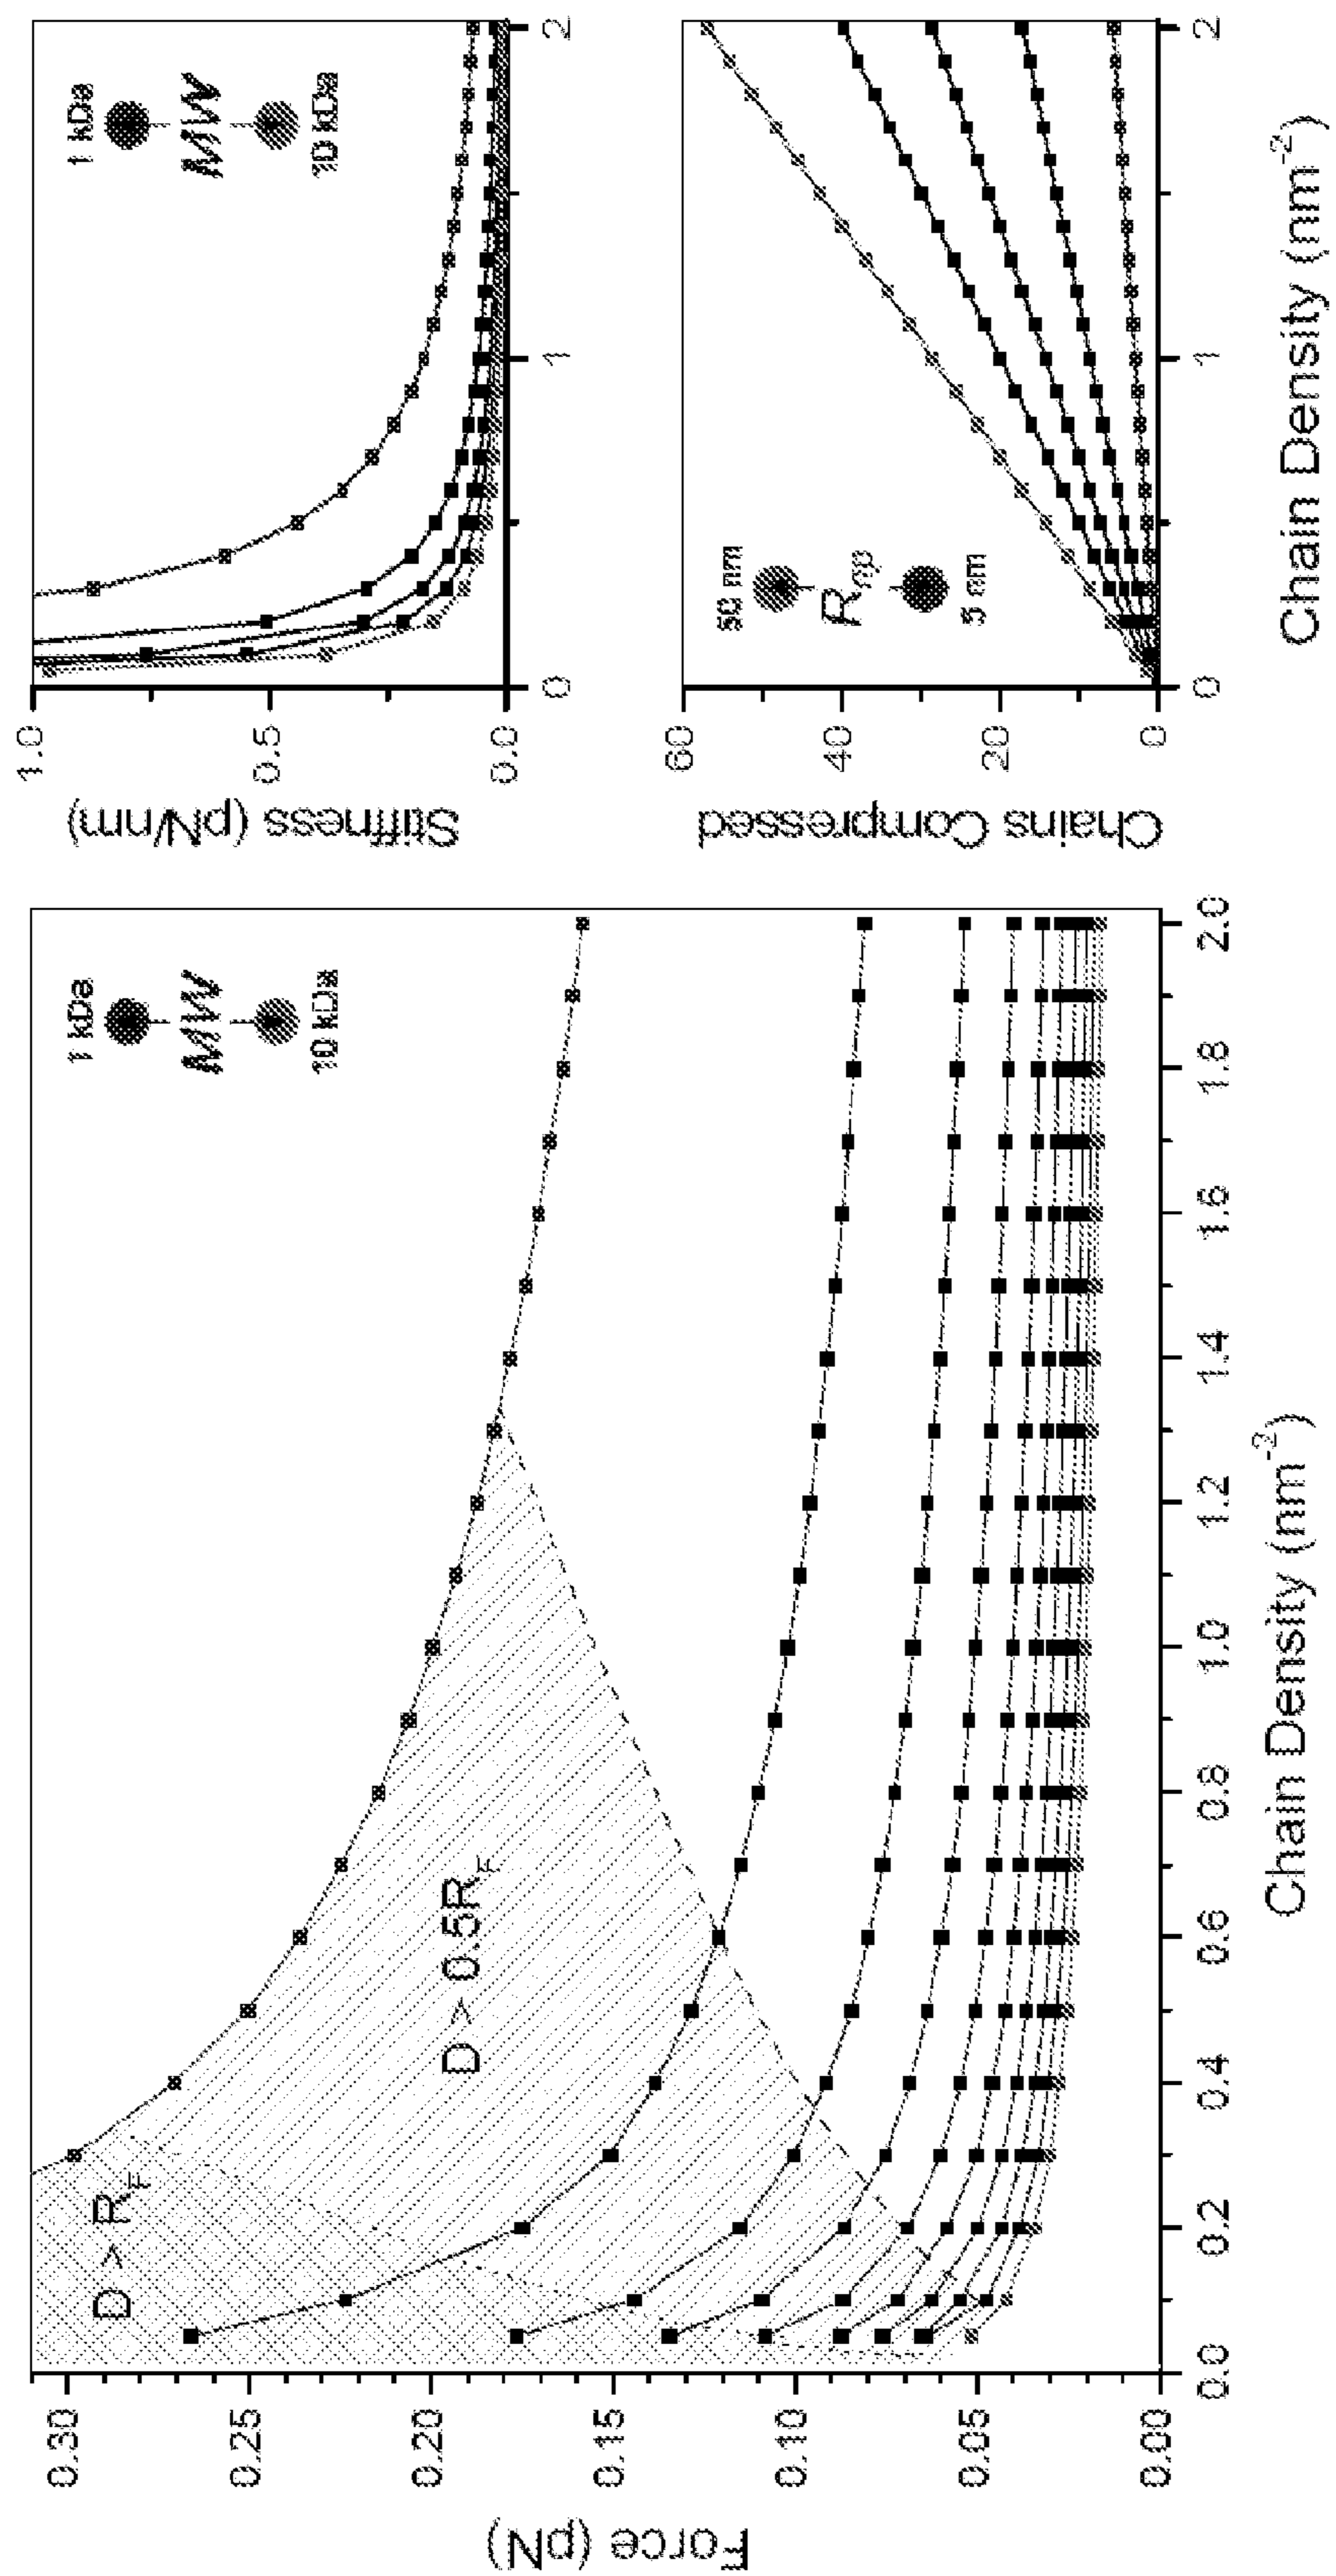 Force (pN)
0.30
0.25
0.20
0.15
0.10
0.05
0.00
0.0
0.2
0.4
0.6
0.8
1.0
1.2
1.4
1.6
1.8
2.0
Chain Density (nm⁻²)
D > R_F
D > 0.5R_F
1 kDa
MW
10 kDa
Stiffness (pN/nm)
1.0
0.5
0.0
0
1
2
1 kDa
MW
10 kDa
Chains Compressed
60
40
20
0
0
1
2
Chain Density (nm⁻²)
50 nm
R_np
5 nm